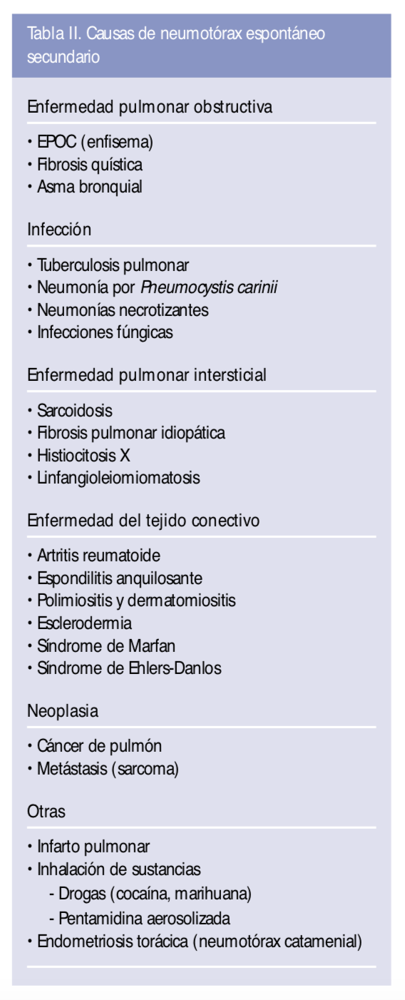 Tabla II. Causas de neumotórax espontáneo
secundario
Enfermedad pulmonar obstructiva
• EPOC (enfisema)
• Fibrosis quística
• Asma bronquial
Infección
• Tuberculosis pulmonar
• Neumonía por Pneumocystis carinii
• Neumonías necrotizantes
• Infecciones fúngicas
Enfermedad pulmonar intersticial
• Sarcoidosis
• Fibrosis pulmonar idiopática
• Histiocitosis X
• Linfangioleiomiomatosis
Enfermedad del tejido conectivo
• Artritis reumatoide
• Espondilitis anquilosante
• Polimiositis y dermatomiositis
• Esclerodermia
• Síndrome de Marfan
• Síndrome de Ehlers-Danlos
Neoplasia
• Cáncer de pulmón
• Metástasis (sarcoma)
Otras
• Infarto pulmonar
• Inhalación de sustancias
- Drogas (cocaína, marihuana)
- Pentamidina aerosolizada
• Endometriosis torácica (neumotórax catamenial)